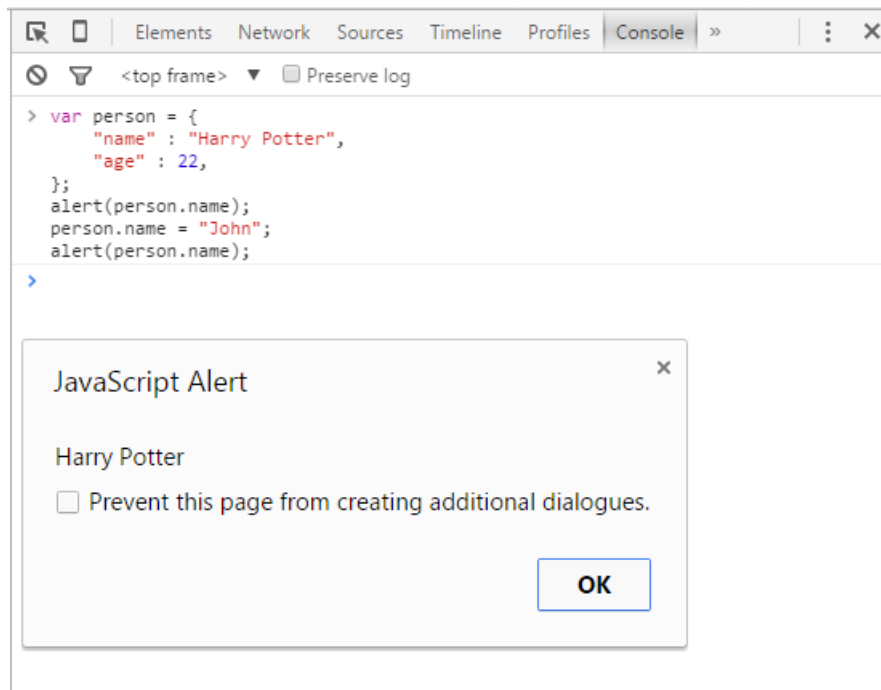 Elements Network Sources Timeline Profiles Console »
<top frame> ▼ Preserve log
> var person = {
"name" : "Harry Potter",
"age" : 22,
};
alert(person.name);
person.name = "John";
alert(person.name);
>
JavaScript Alert
Harry Potter
Prevent this page from creating additional dialogues.
OK